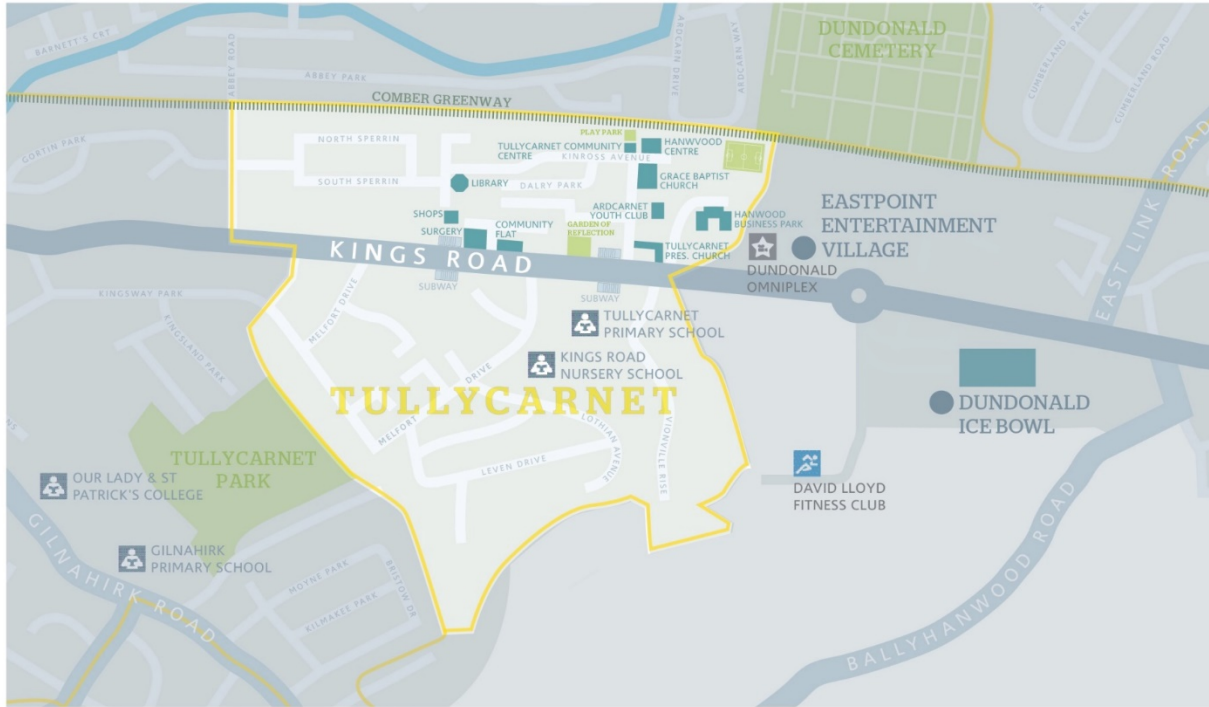 BARNETT'S CRT
ABBEY ROAD
ABBEY PARK
ARDCARN DRIVE
ARDCARN WAY
DUNDONALD
CEMETERY
CUMBERLAND PARK
CUMBERLAND ROAD
COMBER GREENWAY
GORTIN PARK
NORTH SPERRIN
SOUTH SPERRIN
PLAY PARK
TULLYCARNET COMMUNITY
CENTRE
HANWVOOD
CENTRE
KINROSS AVENUE
GRACE BAPTIST
CHURCH
LIBRARY
DALRY PARK
SHOPS
SURGERY
COMMUNITY
FLAT
ARDCARNET
YOUTH CLUB
GARDEN OF
REFLECTION
HANWOOD
BUSINESS PARK
TULLYCARNET
PRES. CHURCH
EASTPOINT
ENTERTAINMENT
VILLAGE
DUNDONALD
OMNIPLEX
EAST LINK ROAD
KINGS ROAD
SUBWAY
SUBWAY
KINGSWAY PARK
KINGSLAND PARK
MELFORT DRIVE
TULLYCARNET
PRIMARY SCHOOL
KINGS ROAD
NURSERY SCHOOL
TULLYCARNET
MELFORT DRIVE
LOTHIAN AVENUE
VIONVILLE RISE
LEVEN DRIVE
DUNDONALD
ICE BOWL
TULLYCARNET
PARK
OUR LADY & ST
PATRICK'S COLLEGE
DAVID LLOYD
FITNESS CLUB
GILNAHIRK
PRIMARY SCHOOL
GILNAHIRK ROAD
MOYNE PARK
KILMAKEE PARK
BRISTOW DR
BALLYHANWOOD ROAD